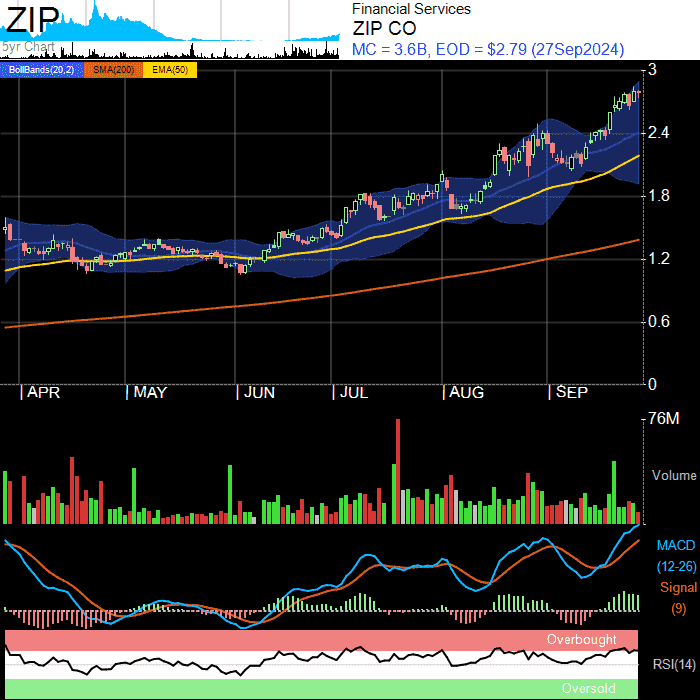 ZIP
5yr Chart
Financial Services
ZIP CO
MC = 3.6B, EOD = $2.79 (27Sep2024)
BollBands(20,2) SMA(200) EMA(50)
3
2.4
1.8
1.2
0.6
0
APR MAY JUN JUL AUG SEP
76M
Volume
MACD
(12-26)
Signal
(9)
Overbought
RSI(14)
Oversold